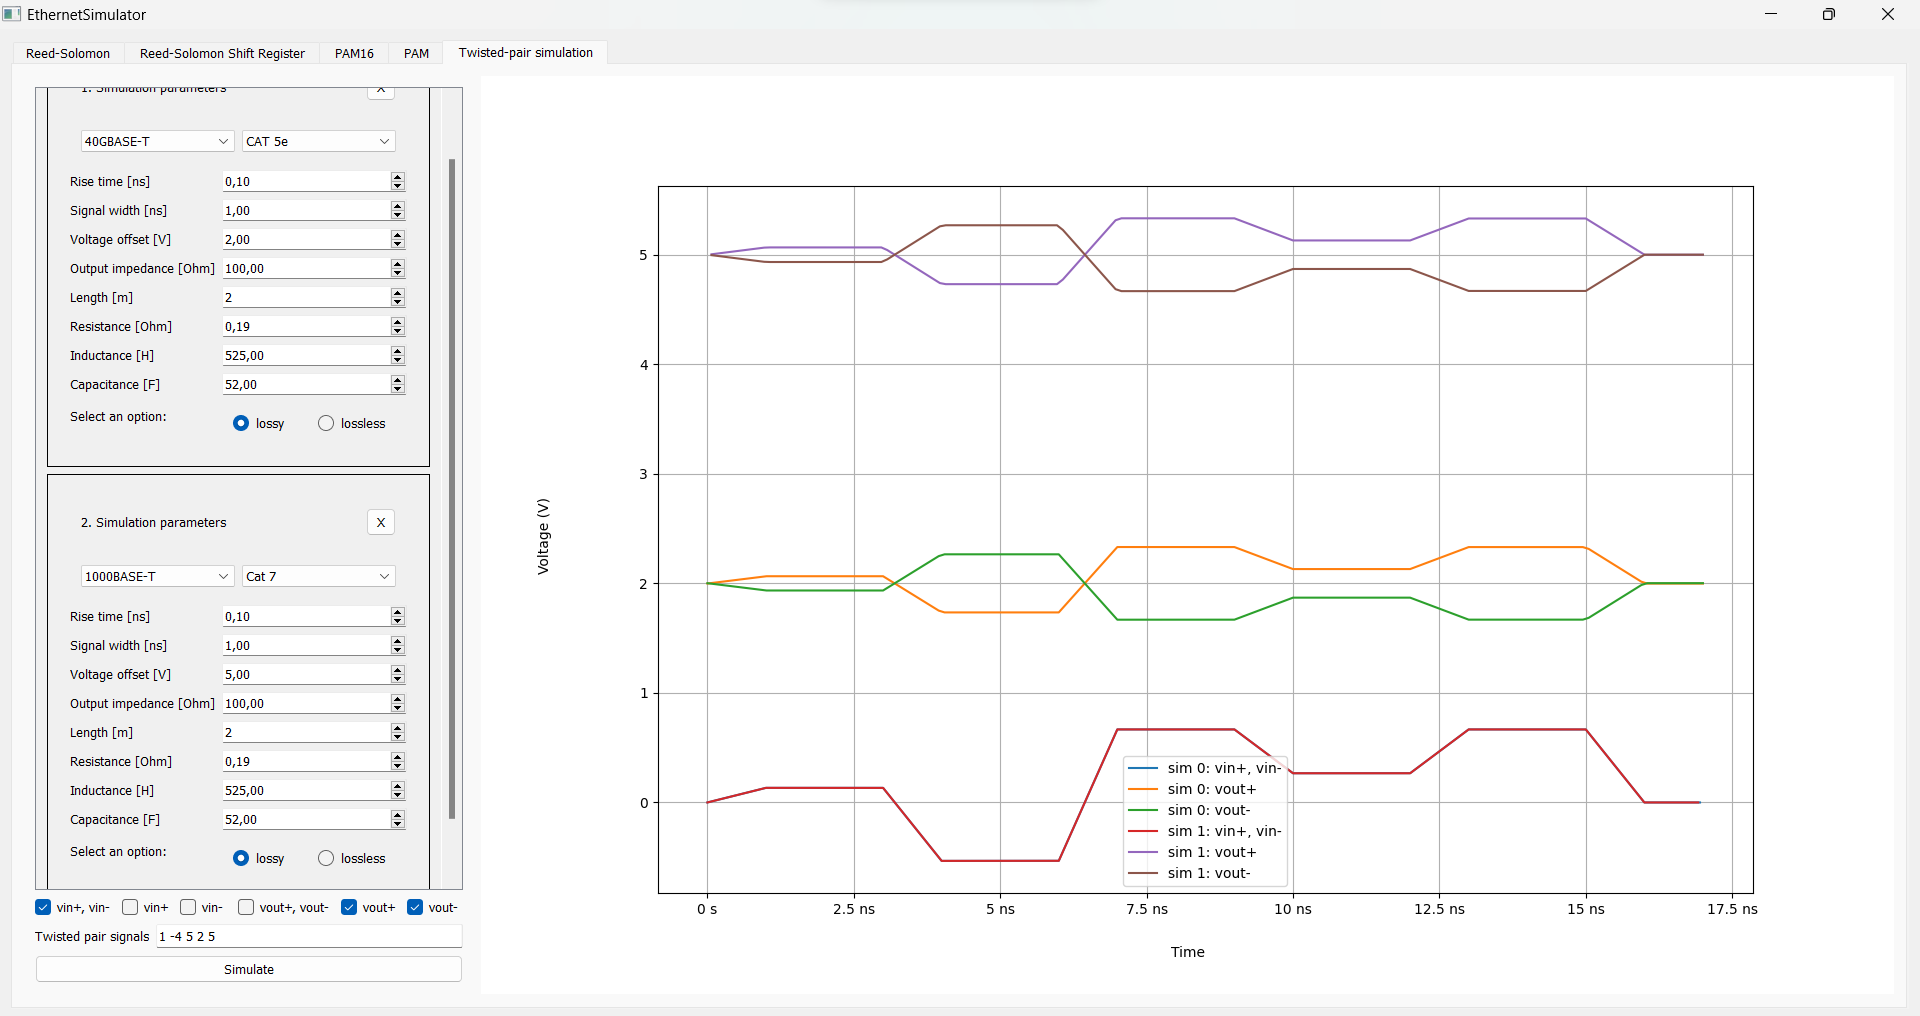 EthernetSimulator
Reed-Solomon Reed-Solomon Shift Register PAM16 PAM Twisted-pair simulation
1. Simulation parameters X
40GBASE-T CAT 5e
Rise time [ns] 0,10
Signal width [ns] 1,00
Voltage offset [V] 2,00
Output impedance [Ohm] 100,00
Length [m] 2
Resistance [Ohm] 0,19
Inductance [H] 525,00
Capacitance [F] 52,00
Select an option: lossy lossless
2. Simulation parameters X
1000BASE-T Cat 7
Rise time [ns] 0,10
Signal width [ns] 1,00
Voltage offset [V] 5,00
Output impedance [Ohm] 100,00
Length [m] 2
Resistance [Ohm] 0,19
Inductance [H] 525,00
Capacitance [F] 52,00
Select an option: lossy lossless
vin+, vin- vin+ vin- vout+, vout- vout+ vout-
Twisted pair signals 1 -4 5 2 5
Simulate
Voltage (V)
5
4
3
2
1
0
sim 0: vin+, vin-
sim 0: vout+
sim 0: vout-
sim 1: vin+, vin-
sim 1: vout+
sim 1: vout-
0 s 2.5 ns 5 ns 7.5 ns 10 ns 12.5 ns 15 ns 17.5 ns
Time